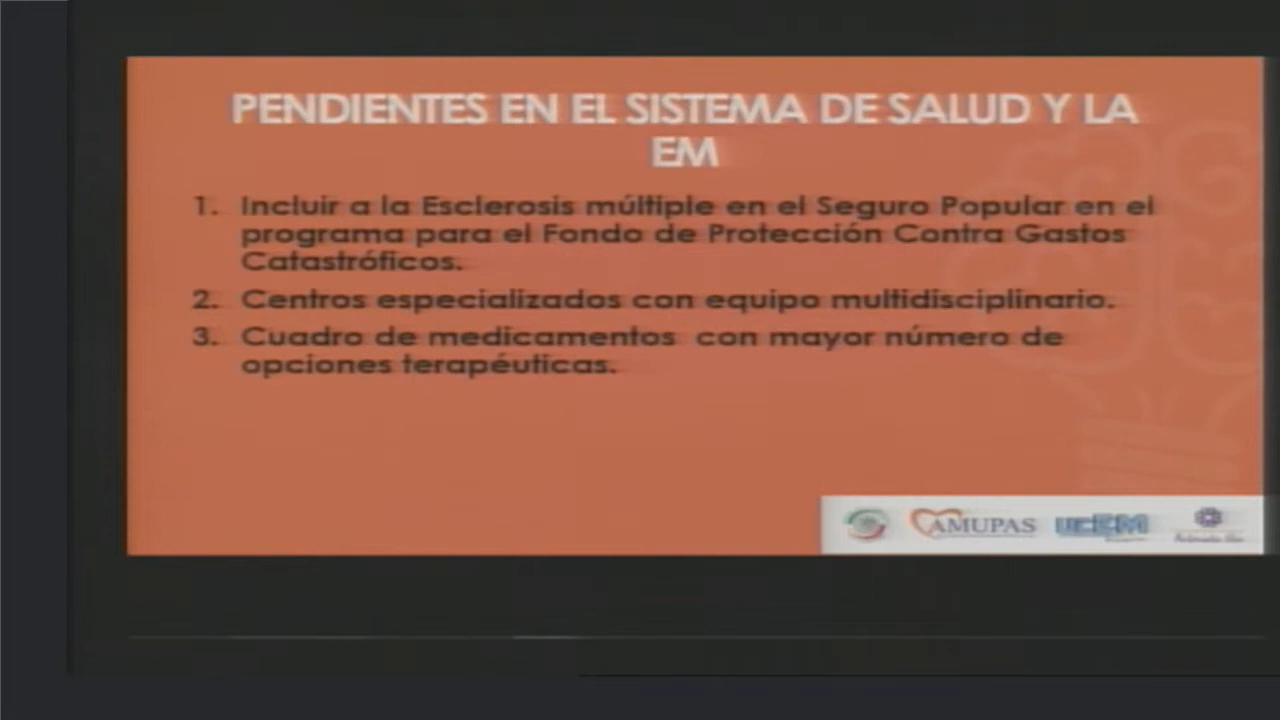 PENDIENTES EN EL SISTEMA DE SALUD Y LA
EM
1. Incluir a la Esclerosis múltiple en el Seguro Popular en el
programa para el Fondo de Protección Contra Gastos
Catastróficos.
2. Centros especializados con equipo multidisciplinario.
3. Cuadro de medicamentos con mayor número de
opciones terapéuticas.
AMUPAS